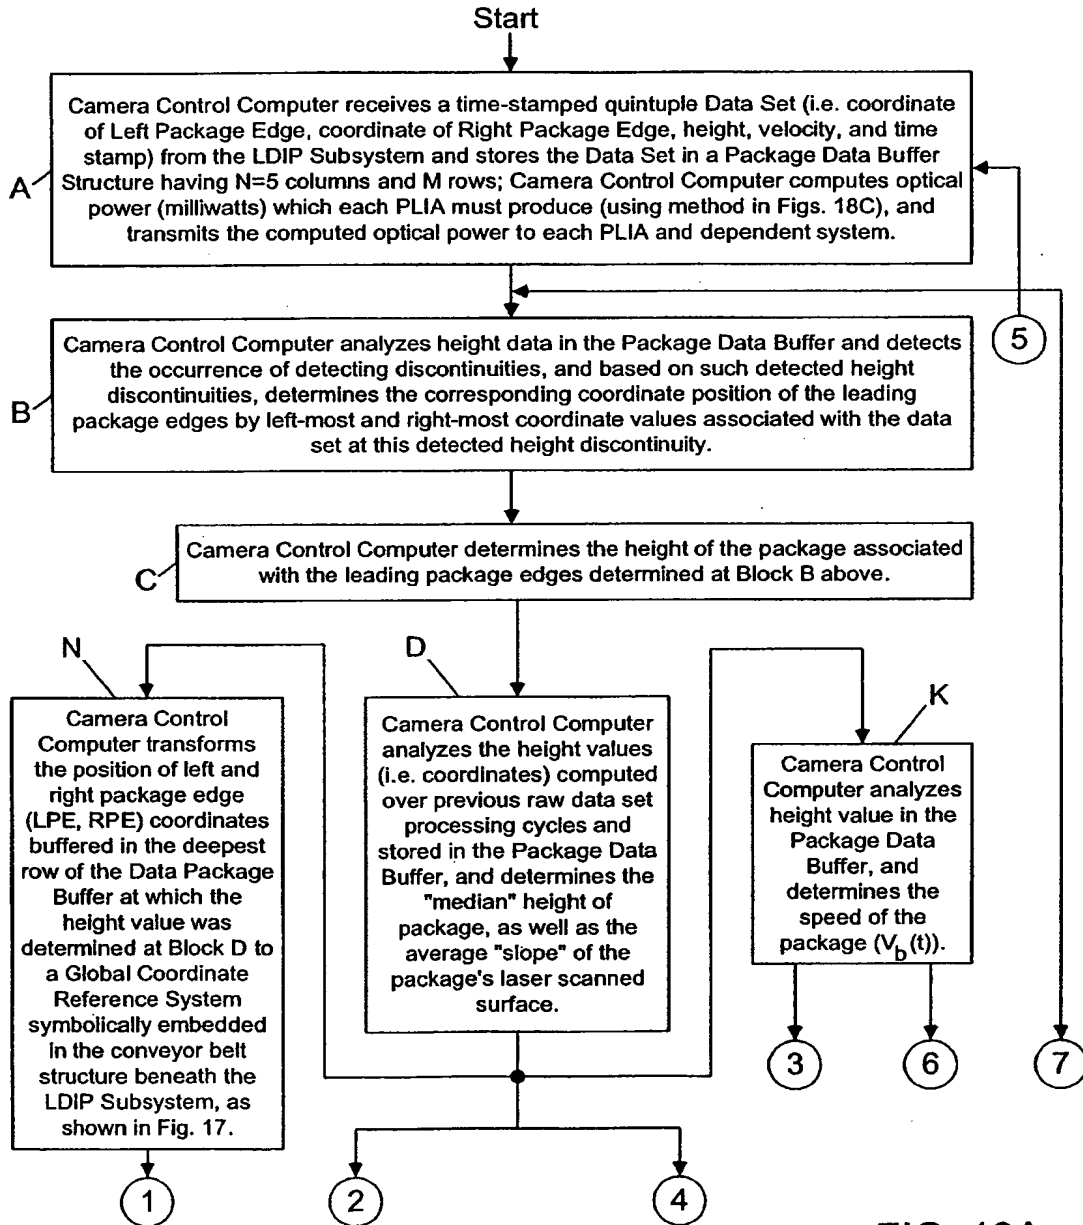 Start
A
Camera Control Computer receives a time-stamped quintuple Data Set (i.e. coordinate
of Left Package Edge, coordinate of Right Package Edge, height, velocity, and time
stamp) from the LDIP Subsystem and stores the Data Set in a Package Data Buffer
Structure having N=5 columns and M rows; Camera Control Computer computes optical
power (milliwatts) which each PLIA must produce (using method in Figs. 18C), and
transmits the computed optical power to each PLIA and dependent system.
5
B
Camera Control Computer analyzes height data in the Package Data Buffer and detects
the occurrence of detecting discontinuities, and based on such detected height
discontinuities, determines the corresponding coordinate position of the leading
package edges by left-most and right-most coordinate values associated with the data
set at this detected height discontinuity.
C
Camera Control Computer determines the height of the package associated
with the leading package edges determined at Block B above.
N
Camera Control
Computer transforms
the position of left and
right package edge
(LPE, RPE) coordinates
buffered in the deepest
row of the Data Package
Buffer at which the
height value was
determined at Block D to
a Global Coordinate
Reference System
symbolically embedded
in the conveyor belt
structure beneath the
LDIP Subsystem, as
shown in Fig. 17.
D
Camera Control Computer
analyzes the height values
(i.e. coordinates) computed
over previous raw data set
processing cycles and
stored in the Package Data
Buffer, and determines the
"median" height of
package, as well as the
average "slope" of the
package's laser scanned
surface.
K
Camera Control
Computer analyzes
height value in the
Package Data
Buffer, and
determines the
speed of the
package (V_b(t)).
3
6
7
1
2
4